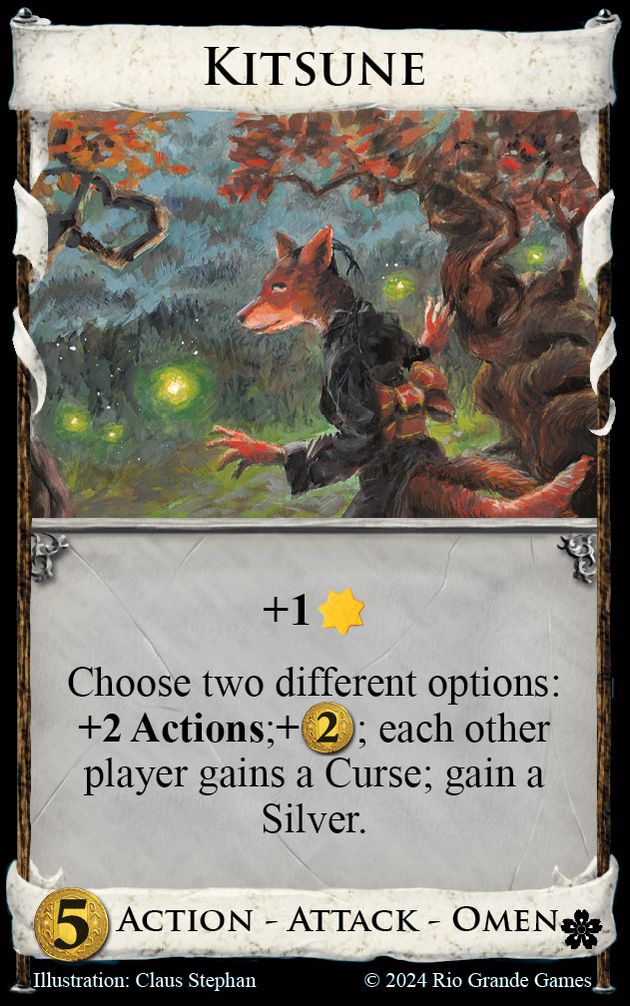 Kitsune
+1
Choose two different options:
+2 Actions;+2; each other
player gains a Curse; gain a
Silver.
5 Action - Attack - Omen
Illustration: Claus Stephan © 2024 Rio Grande Games